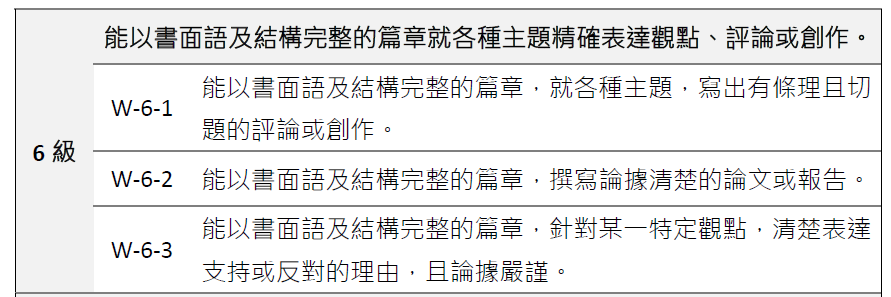 能以書面語及結構完整的篇章就各種主題精確表達觀點、評論或創作。
6 級
W-6-1
能以書面語及結構完整的篇章，就各種主題，寫出有條理且切
題的評論或創作。
W-6-2
能以書面語及結構完整的篇章，撰寫論據清楚的論文或報告。
W-6-3
能以書面語及結構完整的篇章，針對某一特定觀點，清楚表達
支持或反對的理由，且論據嚴謹。